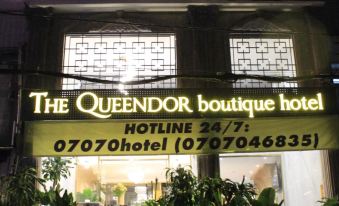 THE QUEENDOR boutique hotel
HOTLINE 24/7:
07070hotel (0707046835)